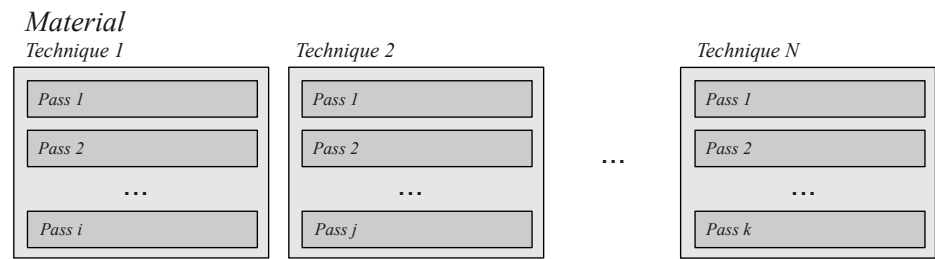 Material
Technique 1
Pass 1
Pass 2
...
Pass i
Technique 2
Pass 1
Pass 2
...
Pass j
...
Technique N
Pass 1
Pass 2
...
Pass k